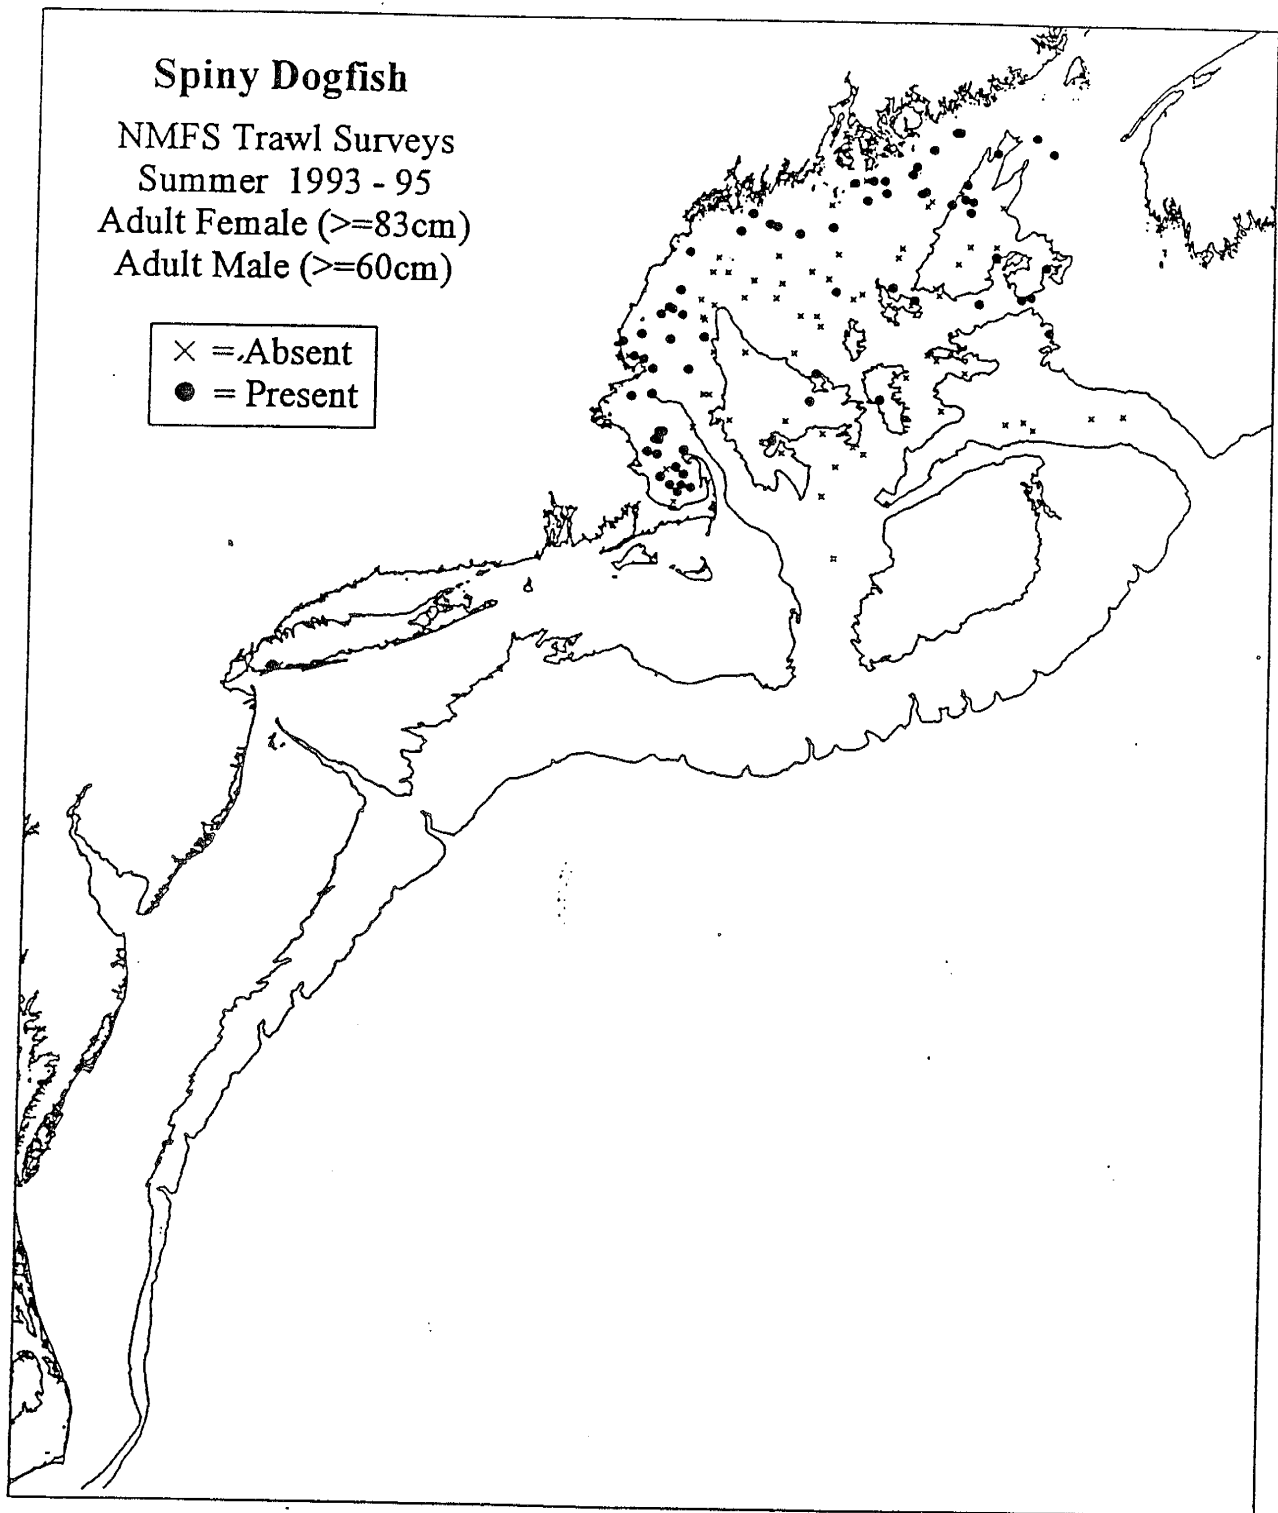 Spiny Dogfish
NMFS Trawl Surveys
Summer 1993 - 95
Adult Female (>=83cm)
Adult Male (>=60cm)
× = Absent
● = Present